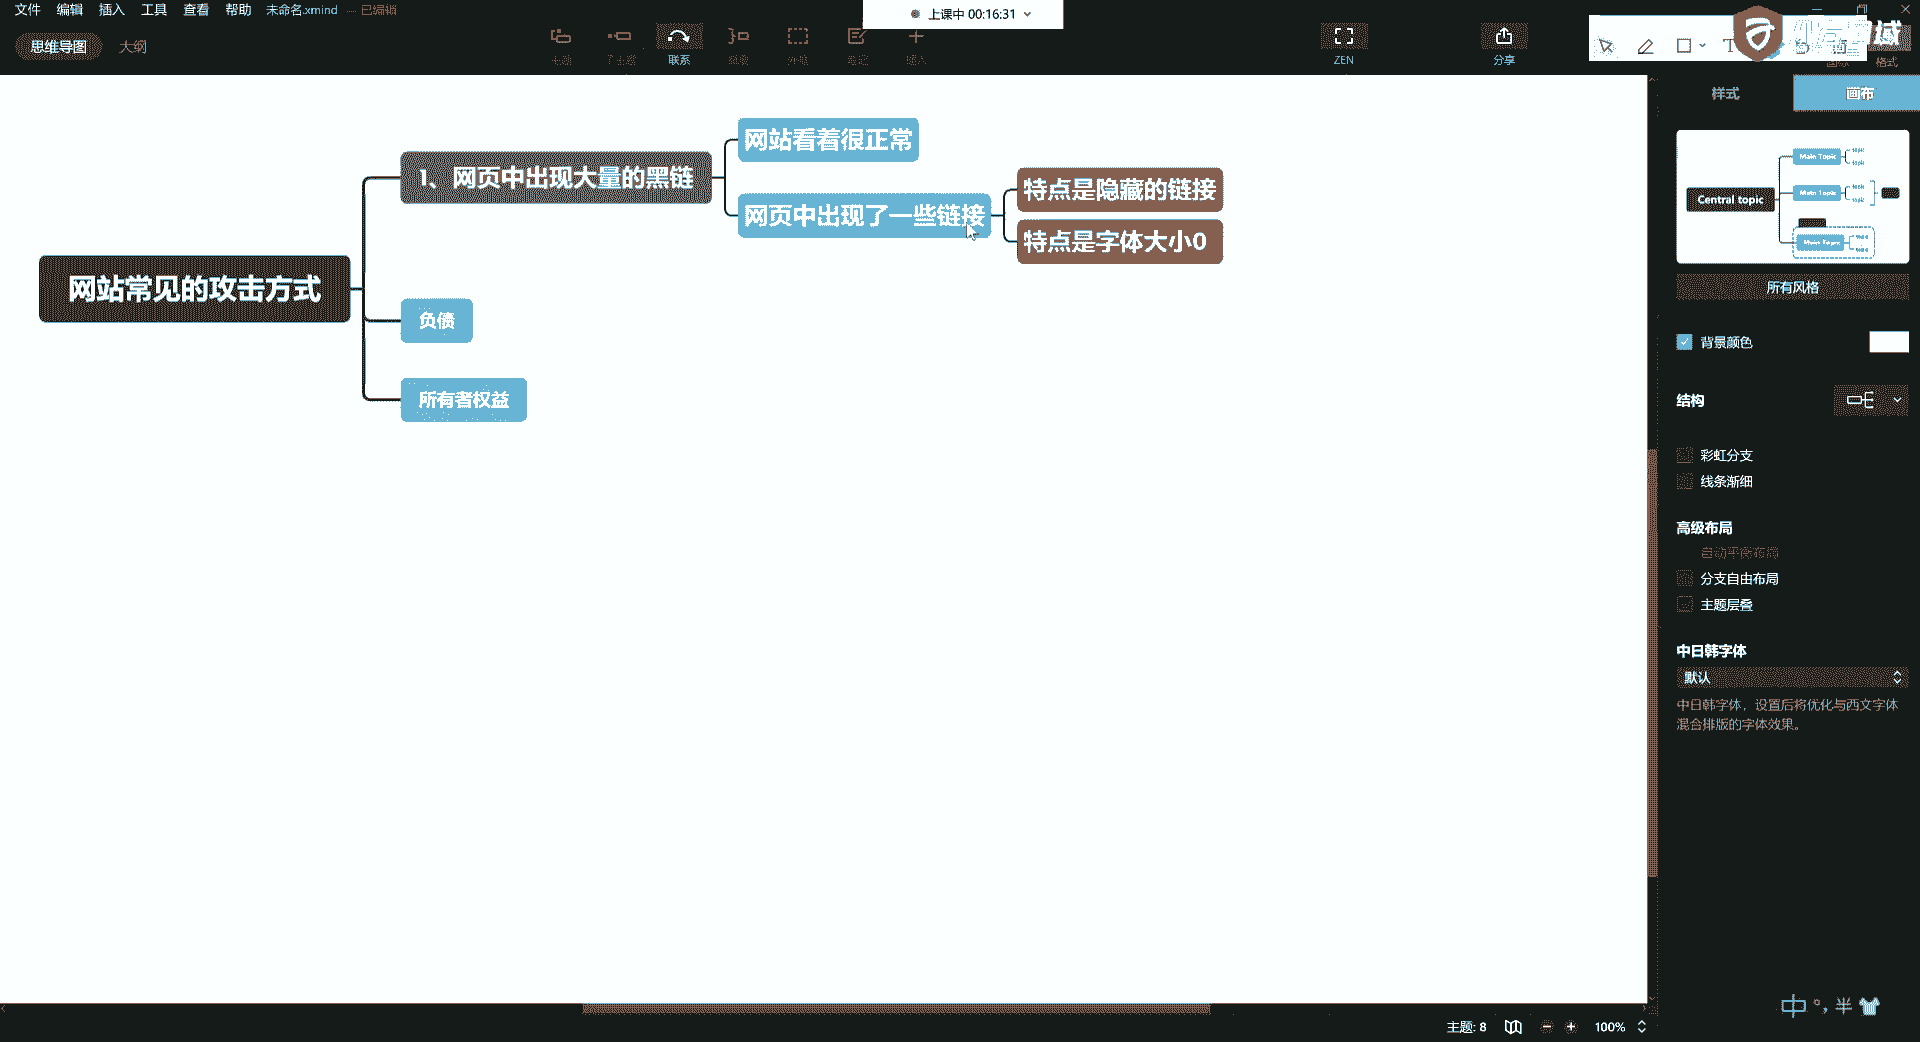 文件 编辑 插入 工具 查看 帮助 未命名.xmind — 已编辑
上课中 00:16:31
思维导图 大纲
联系
ZEN
分享
格式
样式 画布
网站常见的攻击方式
1、网页中出现大量的黑链
网站看着很正常
网页中出现了一些链接
特点是隐藏的链接
特点是字体大小0
负债
所有者权益
Central topic
Main Topic
Main Topic
Main Topic
所有风格
背景颜色
结构
彩虹分支
线条渐细
高级布局
自动平衡布局
分支自由布局
主题层叠
中日韩字体
默认
中日韩字体，设置后将优化与西文字体
混合排版的字体效果。
中 °, 半
主题: 8
100%